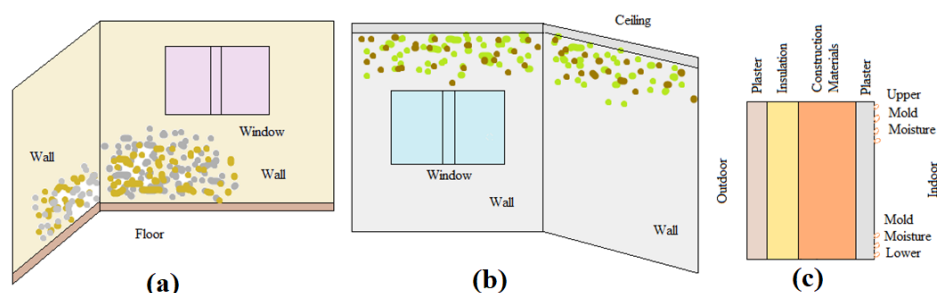 Window
Wall
Wall
Floor
(a)
Ceiling
Window
Wall
Wall
(b)
Outdoor
Plaster
Insulation
Construction
Materials
Plaster
Upper
Mold
Moisture
Indoor
Mold
Moisture
Lower
(c)